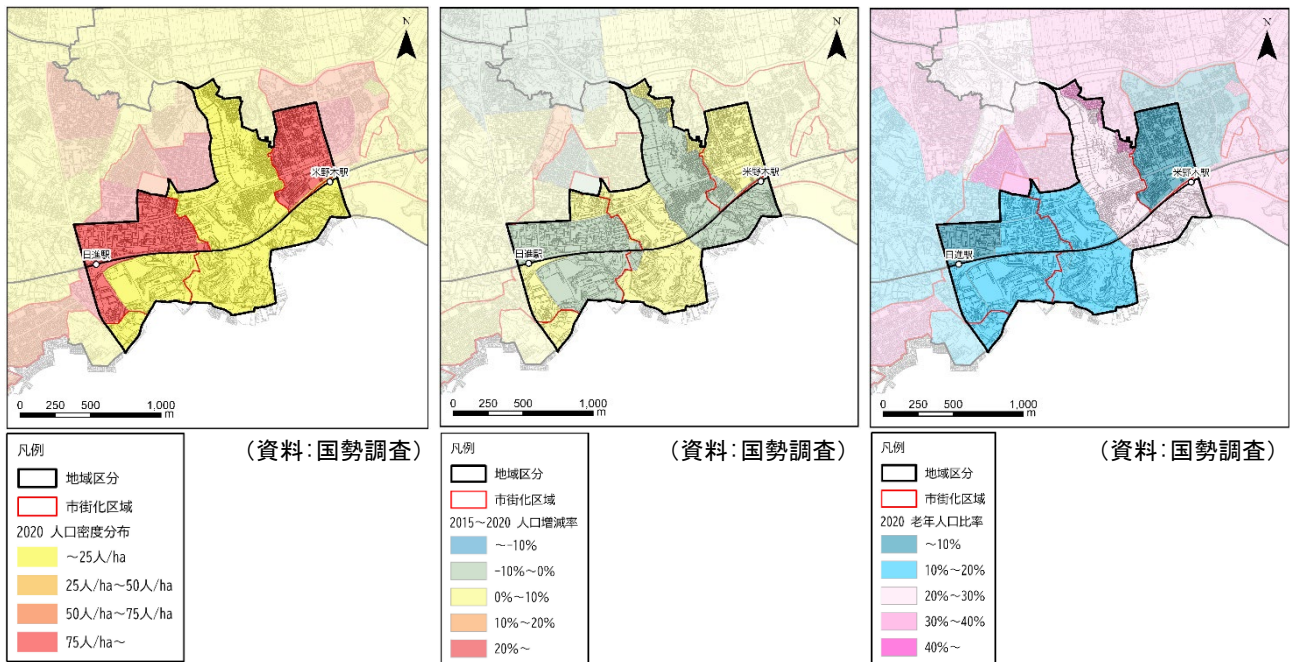 N
米野木駅
日進駅
0 250 500 1,000
m
(資料:国勢調査)
凡例
地域区分
市街化区域
2020 人口密度分布
～25人/ha
25人/ha～50人/ha
50人/ha～75人/ha
75人/ha～
N
米野木駅
日進駅
0 250 500 1,000
m
(資料:国勢調査)
凡例
地域区分
市街化区域
2015～2020 人口増減率
～-10%
-10%～0%
0%～10%
10%～20%
20%～
N
米野木駅
日進駅
0 250 500 1,000
m
(資料:国勢調査)
凡例
地域区分
市街化区域
2020 老年人口比率
～10%
10%～20%
20%～30%
30%～40%
40%～